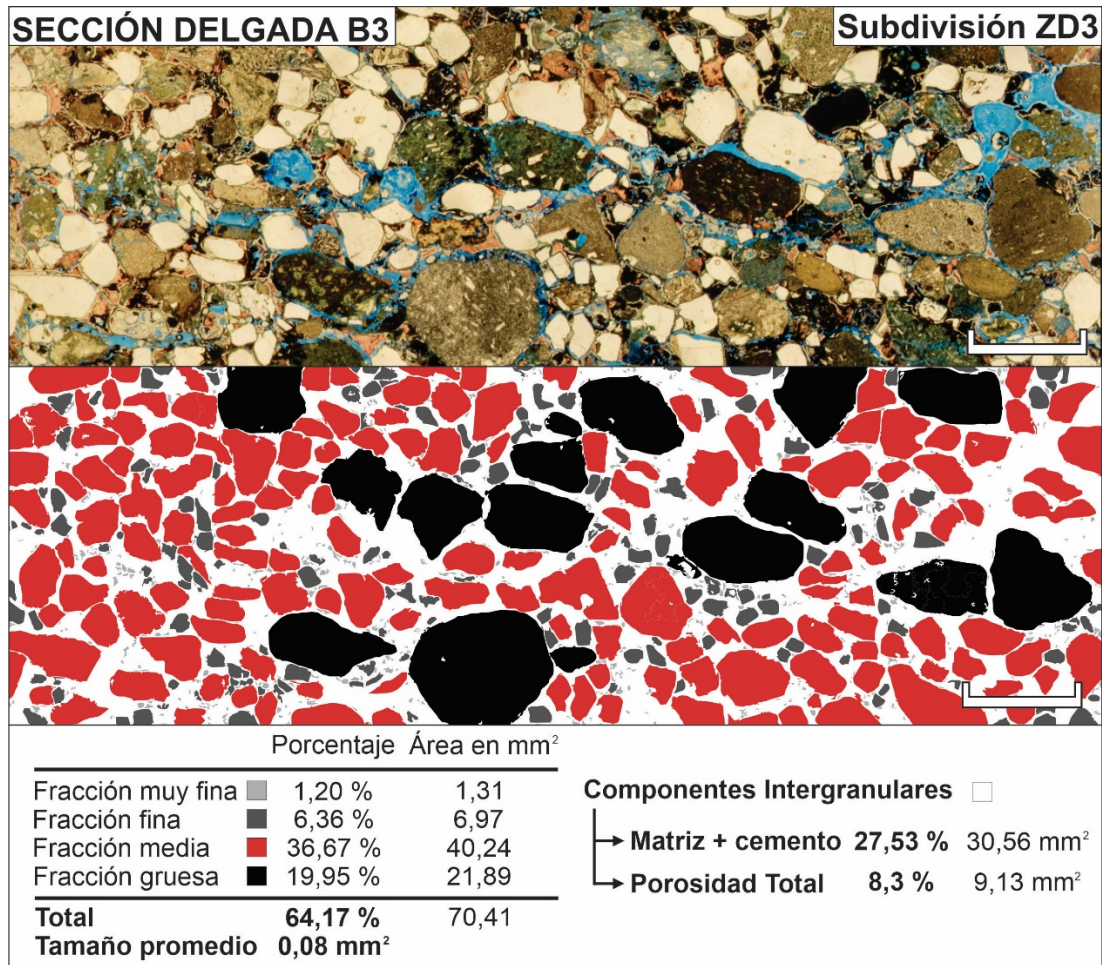 SECCIÓN DELGADA B3
Subdivisión ZD3
Porcentaje Área en mm²
Fracción muy fina 1,20 % 1,31
Fracción fina 6,36 % 6,97
Fracción media 36,67 % 40,24
Fracción gruesa 19,95 % 21,89
Total 64,17 % 70,41
Tamaño promedio 0,08 mm²
Componentes Intergranulares
Matriz + cemento 27,53 % 30,56 mm²
Porosidad Total 8,3 % 9,13 mm²